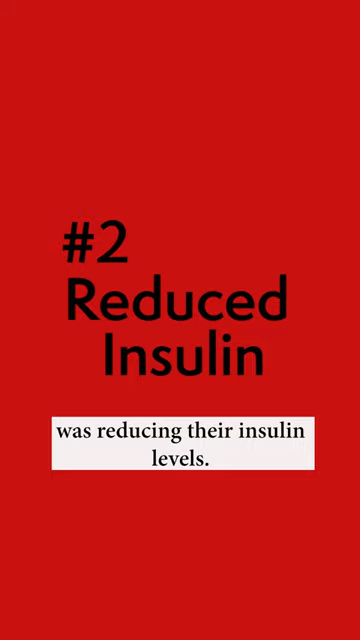 #2
Reduced
Insulin
was reducing their insulin
levels.